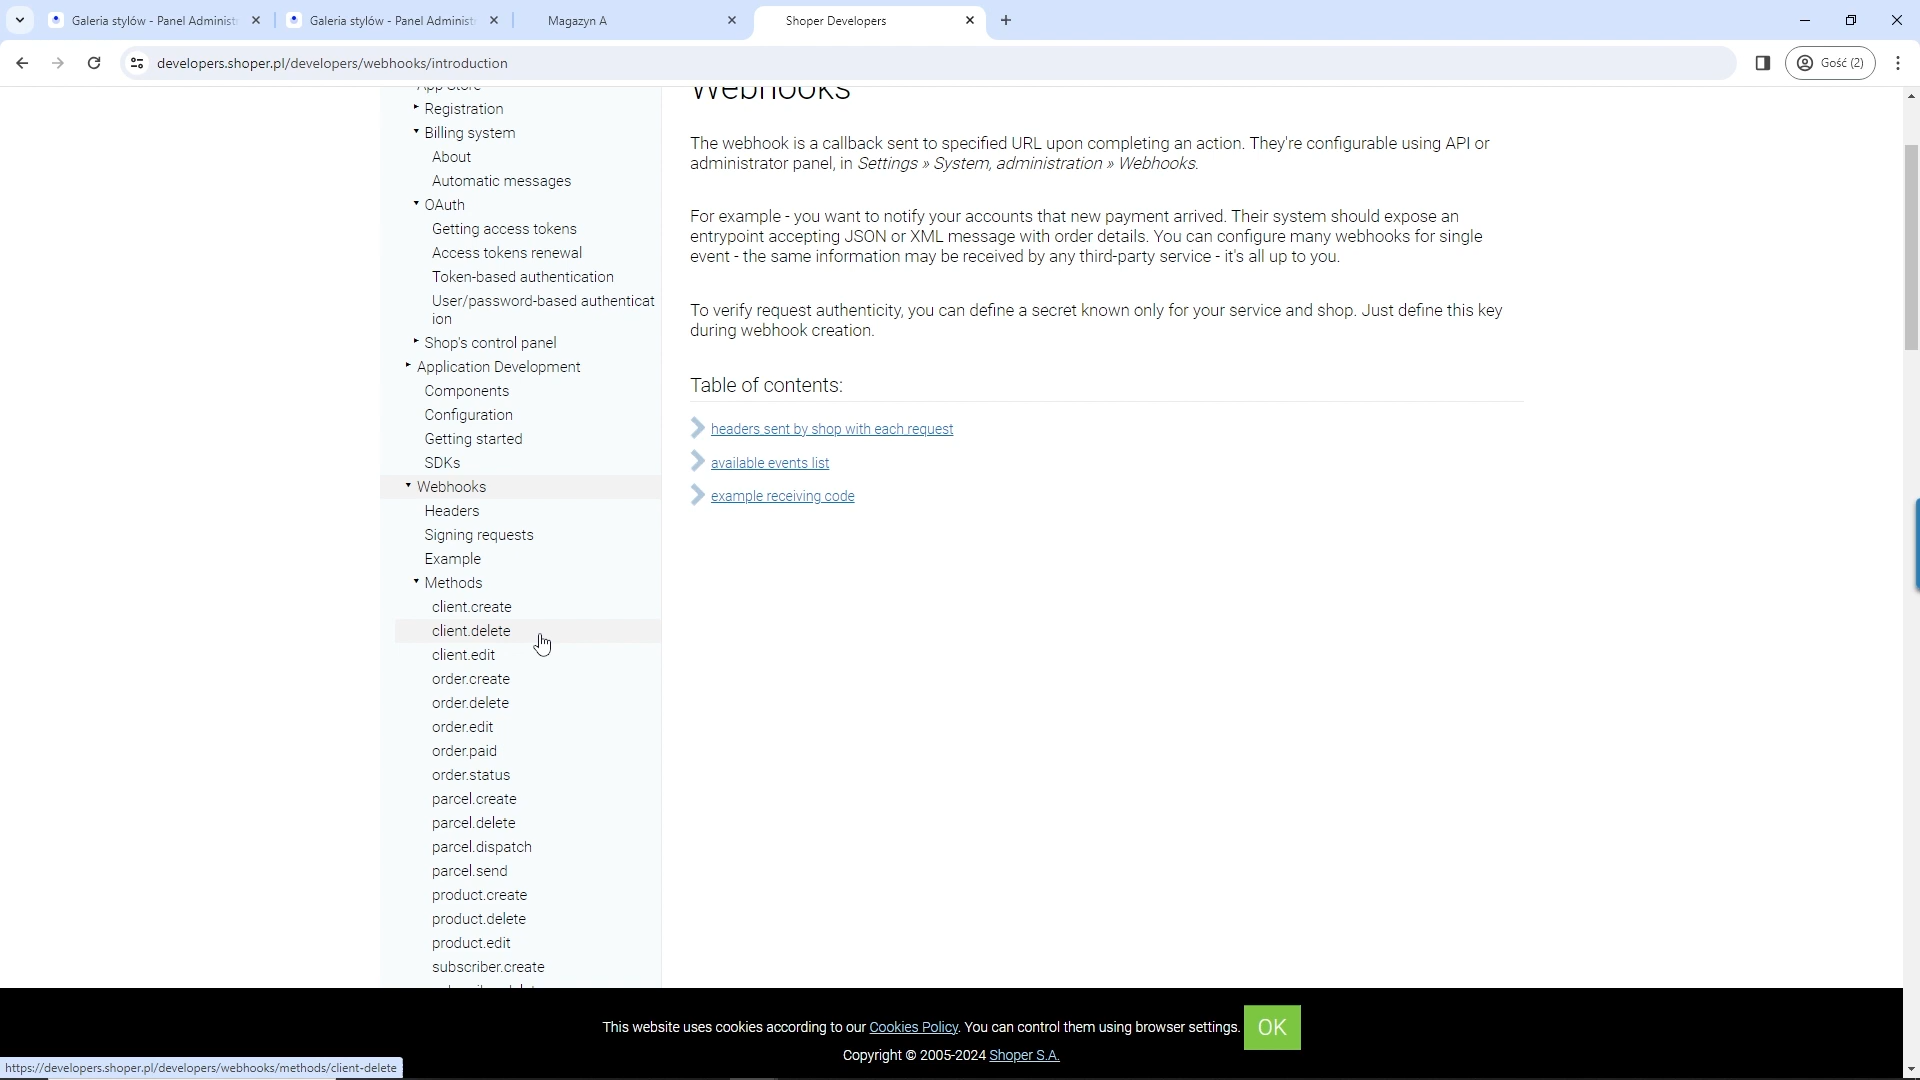 Galeria stylów - Panel Administ
Galeria stylów - Panel Administ
Magazyn A
Shoper Developers
developers.shoper.pl/developers/webhooks/introduction
Gość (2)
App Store
Registration
Billing system
About
Automatic messages
OAuth
Getting access tokens
Access tokens renewal
Token-based authentication
User/password-based authenticat
ion
Shop's control panel
Application Development
Components
Configuration
Getting started
SDKs
Webhooks
Headers
Signing requests
Example
Methods
client.create
client.delete
client.edit
order.create
order.delete
order.edit
order.paid
order.status
parcel.create
parcel.delete
parcel.dispatch
parcel.send
product.create
product.delete
product.edit
subscriber.create
Webhooks
The webhook is a callback sent to specified URL upon completing an action. They're configurable using API or
administrator panel, in Settings » System, administration » Webhooks.
For example - you want to notify your accounts that new payment arrived. Their system should expose an
entrypoint accepting JSON or XML message with order details. You can configure many webhooks for single
event - the same information may be received by any third-party service - it's all up to you.
To verify request authenticity, you can define a secret known only for your service and shop. Just define this key
during webhook creation.
Table of contents:
headers sent by shop with each request
available events list
example receiving code
This website uses cookies according to our Cookies Policy. You can control them using browser settings. OK
Copyright © 2005-2024 Shoper S.A.
https://developers.shoper.pl/developers/webhooks/methods/client-delete